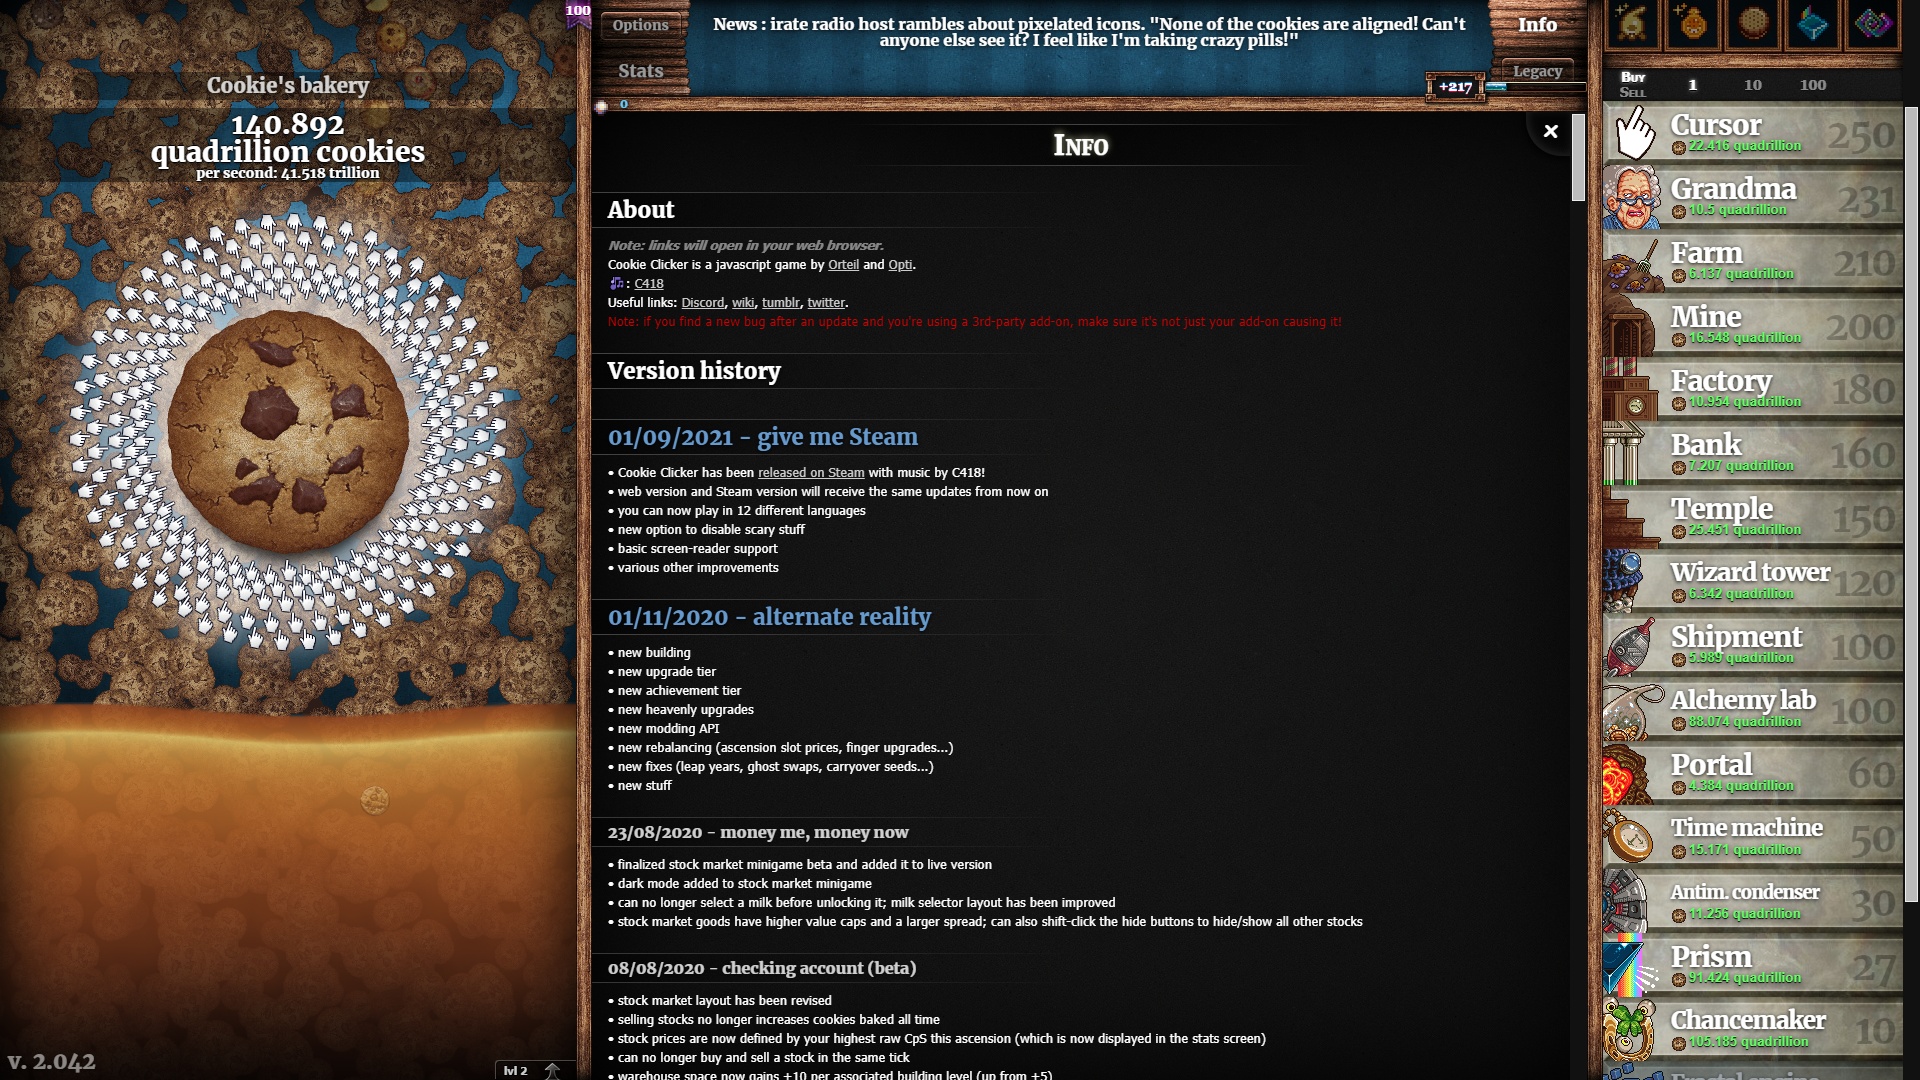 100
Options
Stats
News : irate radio host rambles about pixelated icons. "None of the cookies are aligned! Can't
anyone else see it? I feel like I'm taking crazy pills!"
Info
Legacy
+217
0
Cookie's bakery
140.892
quadrillion cookies
per second: 41.518 trillion
v. 2.042
lvl 2
Info
×
About
Note: links will open in your web browser.
Cookie Clicker is a javascript game by Orteil and Opti.
: C418
Useful links: Discord, wiki, tumblr, twitter.
Note: if you find a new bug after an update and you're using a 3rd-party add-on, make sure it's not just your add-on causing it!
Version history
01/09/2021 - give me Steam
• Cookie Clicker has been released on Steam with music by C418!
• web version and Steam version will receive the same updates from now on
• you can now play in 12 different languages
• new option to disable scary stuff
• basic screen-reader support
• various other improvements
01/11/2020 - alternate reality
• new building
• new upgrade tier
• new achievement tier
• new heavenly upgrades
• new modding API
• new rebalancing (ascension slot prices, finger upgrades...)
• new fixes (leap years, ghost swaps, carryover seeds...)
• new stuff
23/08/2020 - money me, money now
• finalized stock market minigame beta and added it to live version
• dark mode added to stock market minigame
• can no longer select a milk before unlocking it; milk selector layout has been improved
• stock market goods have higher value caps and a larger spread; can also shift-click the hide buttons to hide/show all other stocks
08/08/2020 - checking account (beta)
• stock market layout has been revised
• selling stocks no longer increases cookies baked all time
• stock prices are now defined by your highest raw CpS this ascension (which is now displayed in the stats screen)
• can no longer buy and sell a stock in the same tick
• warehouse space now gains +10 per associated building level (up from +5)
Buy
Sell
1 10 100
Cursor
22.416 quadrillion
250
Grandma
10.5 quadrillion
231
Farm
6.137 quadrillion
210
Mine
16.548 quadrillion
200
Factory
10.954 quadrillion
180
Bank
7.207 quadrillion
160
Temple
25.451 quadrillion
150
Wizard tower
6.342 quadrillion
120
Shipment
5.989 quadrillion
100
Alchemy lab
88.074 quadrillion
100
Portal
4.384 quadrillion
60
Time machine
15.171 quadrillion
50
Antim. condenser
11.256 quadrillion
30
Prism
91.424 quadrillion
27
Chancemaker
105.185 quadrillion
10
Fractal engine